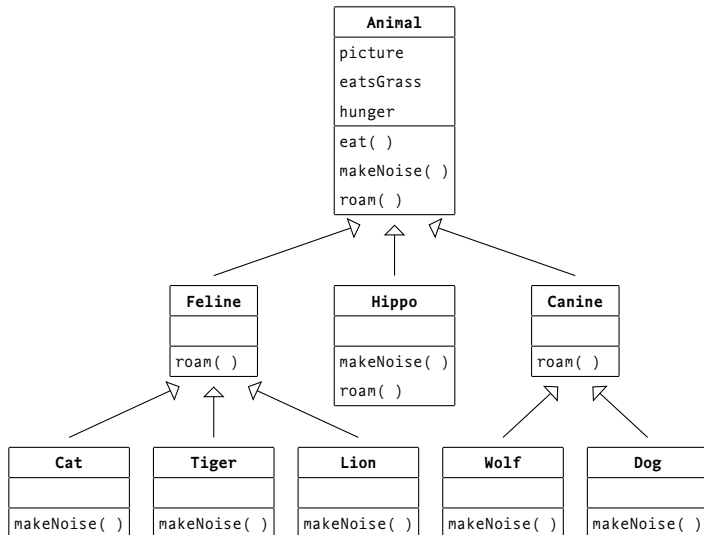 Animal
picture
eatsGrass
hunger
eat( )
makeNoise( )
roam( )
Feline
roam( )
Hippo
makeNoise( )
roam( )
Canine
roam( )
Cat
makeNoise( )
Tiger
makeNoise( )
Lion
makeNoise( )
Wolf
makeNoise( )
Dog
makeNoise( )